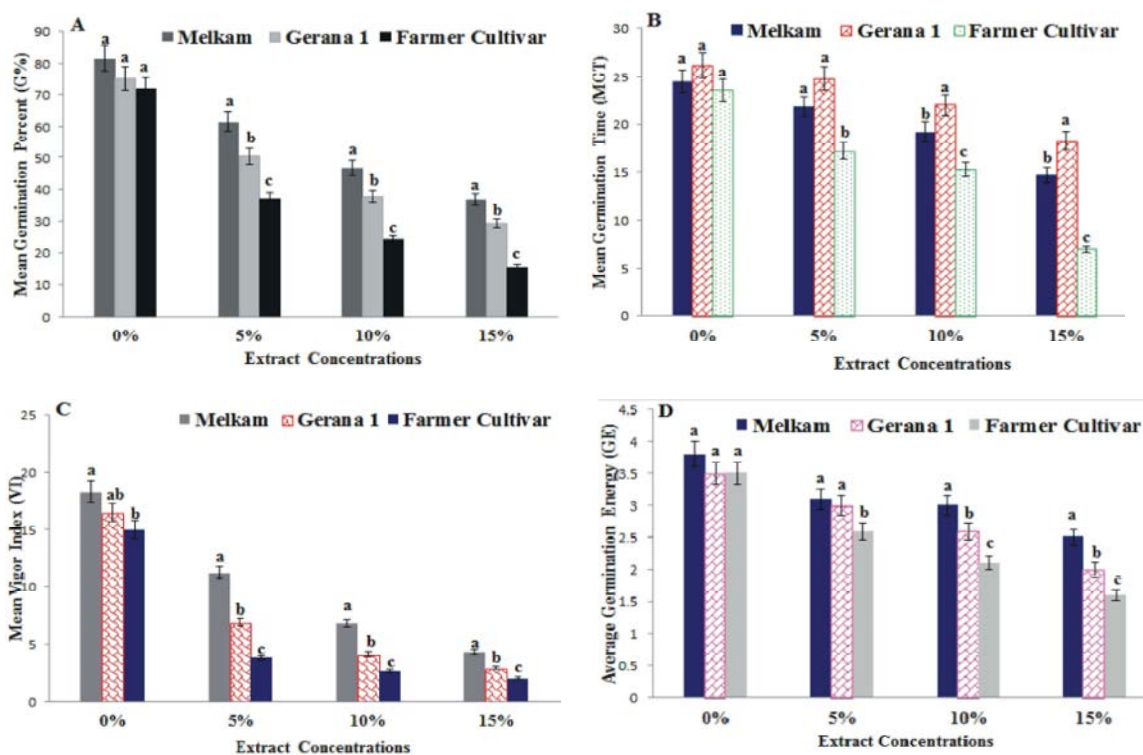 A
Melkam Gerana 1 Farmer Cultivar
Mean Germination Percent (G%)
90
80
70
60
50
40
30
20
10
0
a a a
a b c
a b c
a b c
0% 5% 10% 15%
Extract Concentrations
B
Melkam Gerana 1 Farmer Cultivar
Mean Germination Time (MGT)
30
25
20
15
10
5
0
a a a
a a b
b a c
b a c
0% 5% 10% 15%
Extract Concentrations
C
Melkam Gerana 1 Farmer Cultivar
Mean Vigor Index (VI)
25
20
15
10
5
0
a ab b
a b c
a b c
a b c
0% 5% 10% 15%
Extract Concentrations
D
Melkam Gerana 1 Farmer Cultivar
Average Germination Energy (GE)
4.5
4
3.5
3
2.5
2
1.5
1
0.5
0
a a a
a a b
a b c
a b c
0% 5% 10% 15%
Extract Concentrations